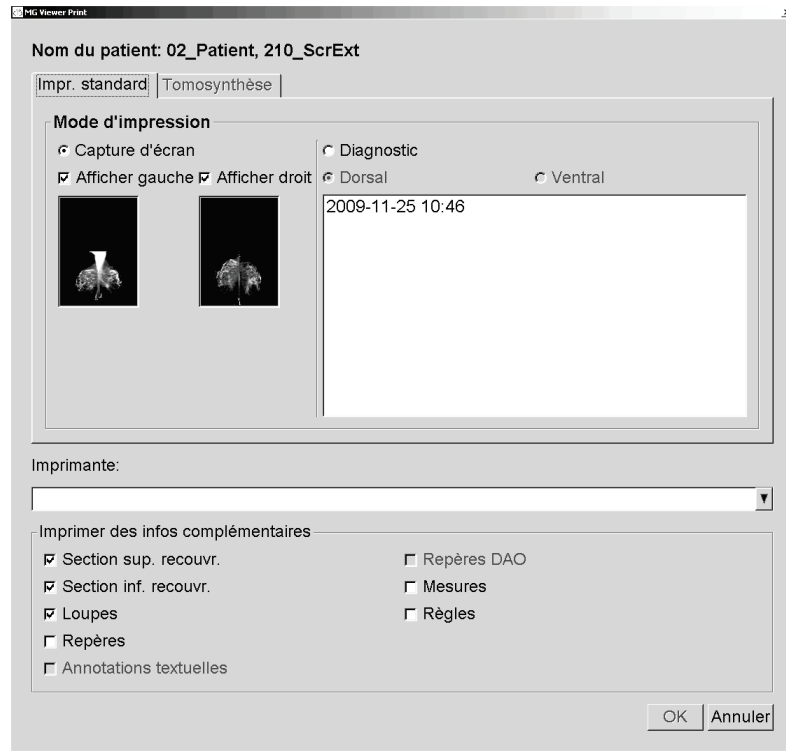 MG Viewer Print
Nom du patient: 02_Patient, 210_ScrExt
Impr. standard Tomosynthèse
Mode d'impression
Capture d'écran Diagnostic
Afficher gauche Afficher droit Dorsal Ventral
2009-11-25 10:46
Imprimante:
Imprimer des infos complémentaires
Section sup. recouvr. Repères DAO
Section inf. recouvr. Mesures
Loupes Règles
Repères
Annotations textuelles
OK Annuler